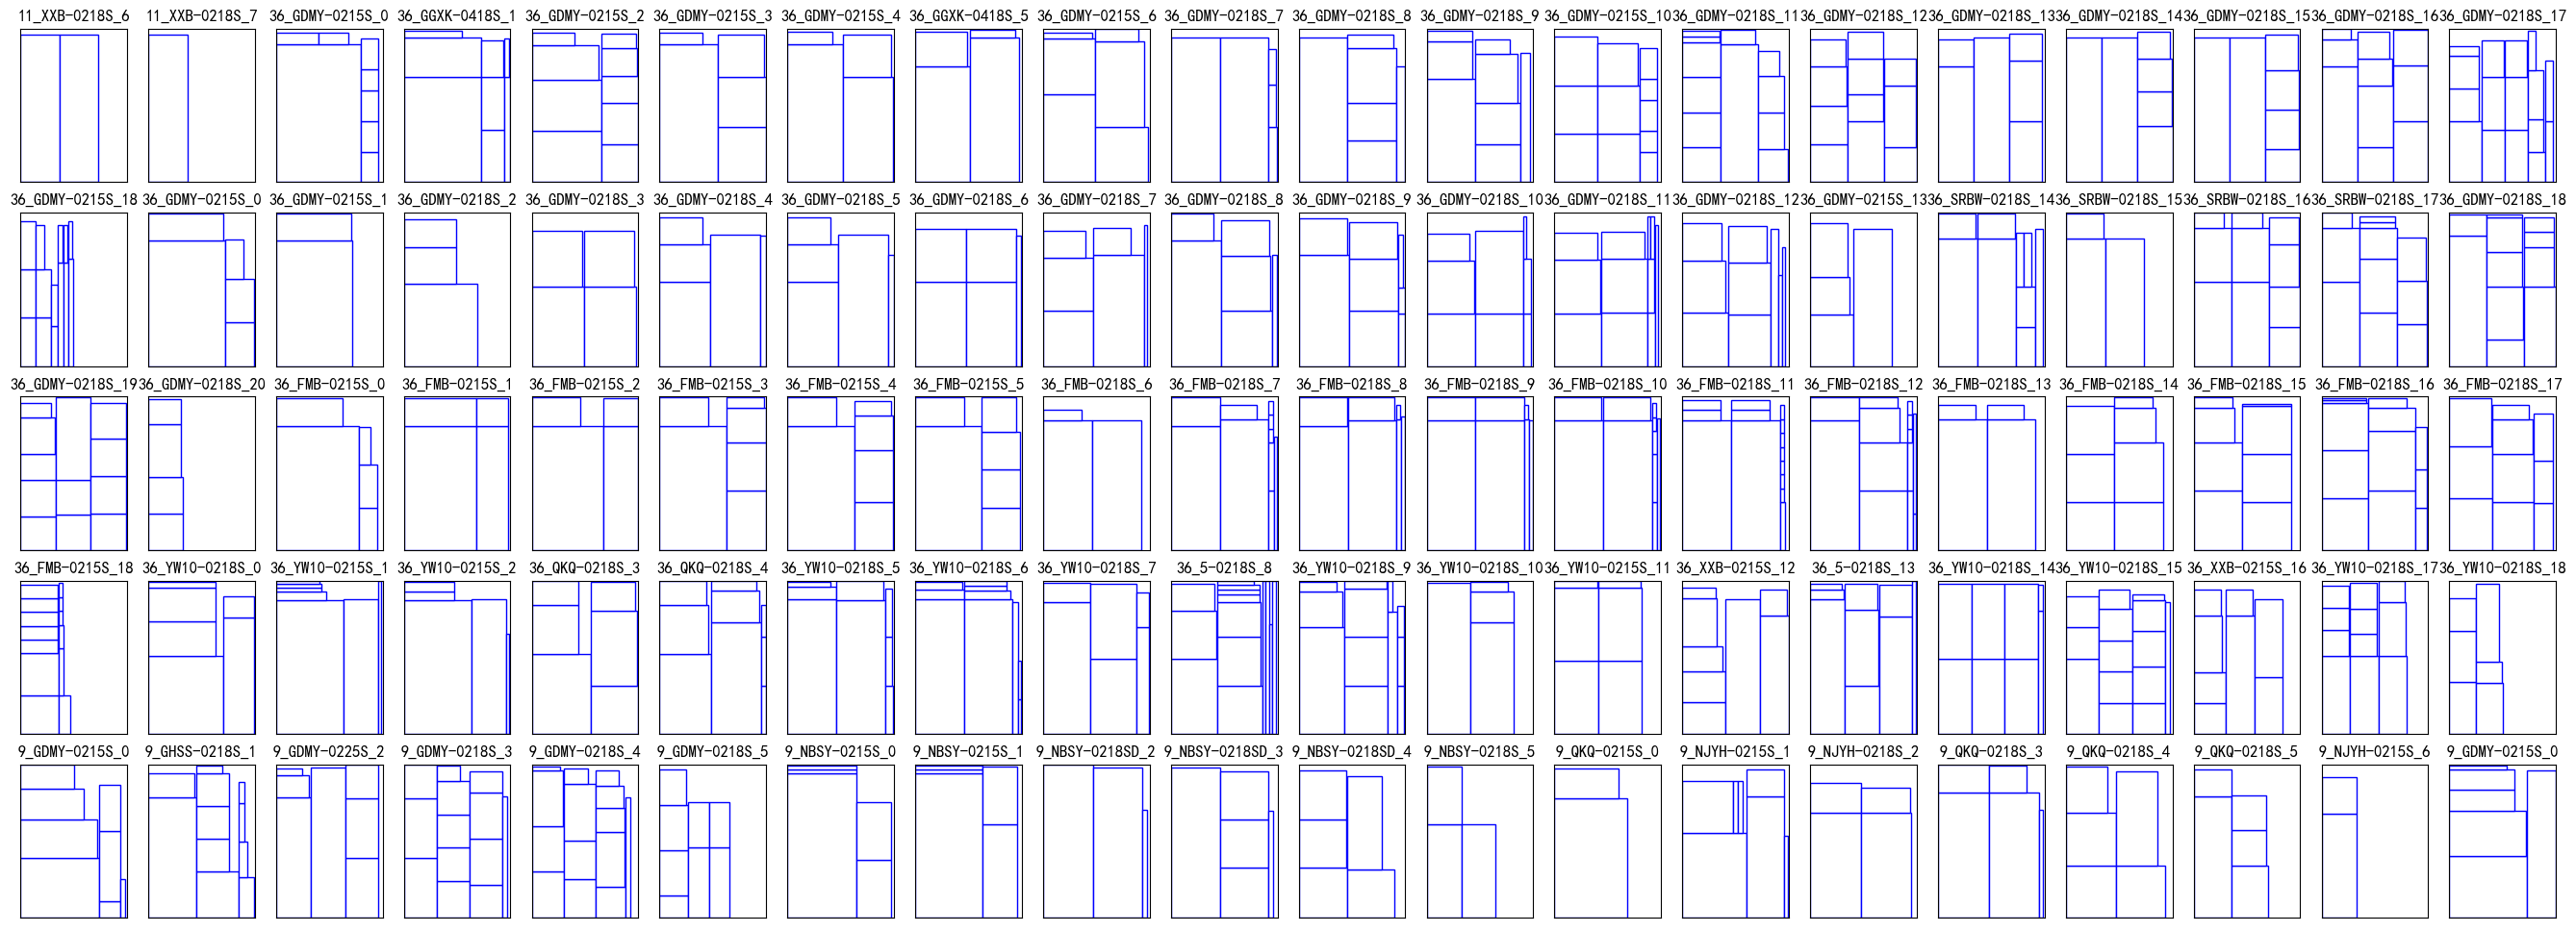 11_XXB-0218S_6 11_XXB-0218S_7 36_GDMY-0215S_0 36_GGXK-0418S_1 36_GDMY-0215S_2 36_GDMY-0215S_3 36_GDMY-0215S_4 36_GGXK-0418S_5 36_GDMY-0215S_6 36_GDMY-0218S_7 36_GDMY-0218S_8 36_GDMY-0218S_9 36_GDMY-0215S_10 36_GDMY-0218S_11 36_GDMY-0218S_12 36_GDMY-0218S_13 36_GDMY-0218S_14 36_GDMY-0218S_15 36_GDMY-0218S_16 36_GDMY-0218S_17
36_GDMY-0215S_18 36_GDMY-0215S_0 36_GDMY-0215S_1 36_GDMY-0218S_2 36_GDMY-0218S_3 36_GDMY-0218S_4 36_GDMY-0218S_5 36_GDMY-0218S_6 36_GDMY-0218S_7 36_GDMY-0218S_8 36_GDMY-0218S_9 36_GDMY-0218S_10 36_GDMY-0218S_11 36_GDMY-0218S_12 36_GDMY-0215S_13 36_SRBW-0218S_14 36_SRBW-0218S_15 36_SRBW-0218S_16 36_SRBW-0218S_17 36_GDMY-0218S_18
36_GDMY-0218S_19 36_GDMY-0218S_20 36_FMB-0215S_0 36_FMB-0215S_1 36_FMB-0215S_2 36_FMB-0215S_3 36_FMB-0215S_4 36_FMB-0215S_5 36_FMB-0218S_6 36_FMB-0218S_7 36_FMB-0218S_8 36_FMB-0218S_9 36_FMB-0218S_10 36_FMB-0218S_11 36_FMB-0218S_12 36_FMB-0218S_13 36_FMB-0218S_14 36_FMB-0218S_15 36_FMB-0218S_16 36_FMB-0218S_17
36_FMB-0215S_18 36_YW10-0218S_0 36_YW10-0215S_1 36_YW10-0215S_2 36_QKQ-0218S_3 36_QKQ-0218S_4 36_YW10-0218S_5 36_YW10-0218S_6 36_YW10-0218S_7 36_5-0218S_8 36_YW10-0218S_9 36_YW10-0218S_10 36_YW10-0215S_11 36_XXB-0215S_12 36_5-0218S_13 36_YW10-0218S_14 36_YW10-0218S_15 36_XXB-0215S_16 36_YW10-0218S_17 36_YW10-0218S_18
9_GDMY-0215S_0 9_GHSS-0218S_1 9_GDMY-0225S_2 9_GDMY-0218S_3 9_GDMY-0218S_4 9_GDMY-0218S_5 9_NBSY-0215S_0 9_NBSY-0215S_1 9_NBSY-0218SD_2 9_NBSY-0218SD_3 9_NBSY-0218SD_4 9_NBSY-0218S_5 9_QKQ-0215S_0 9_NJYH-0215S_1 9_NJYH-0218S_2 9_QKQ-0218S_3 9_QKQ-0218S_4 9_QKQ-0218S_5 9_NJYH-0215S_6 9_GDMY-0215S_0